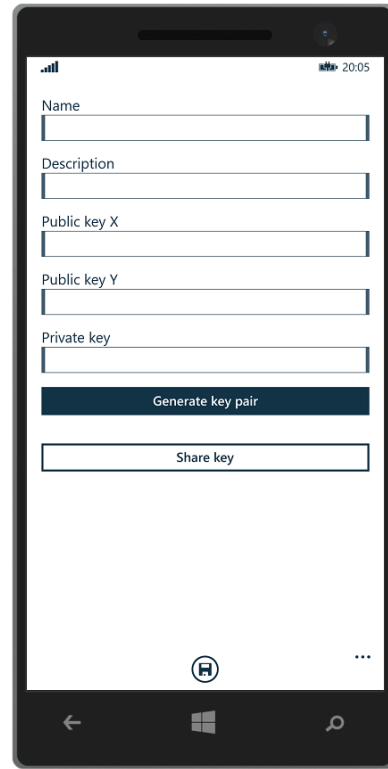 20:05
Name
Description
Public key X
Public key Y
Private key
Generate key pair
Share key
...